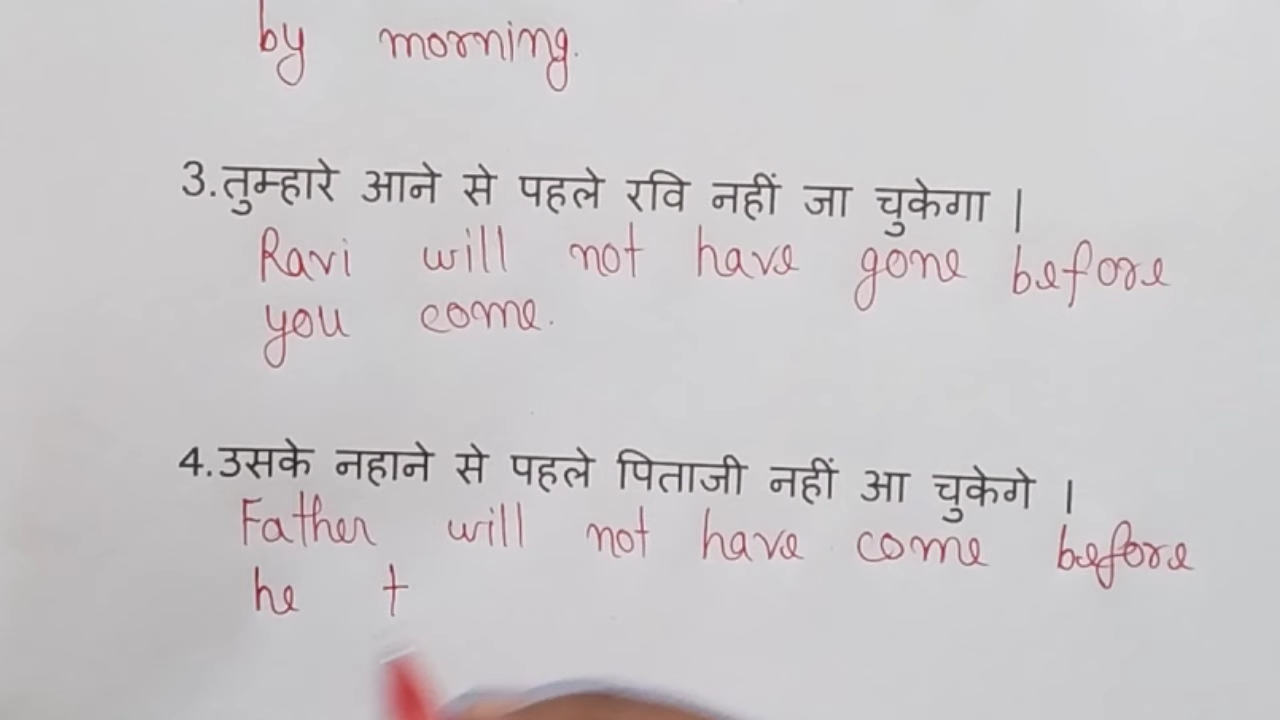 by morning.
3.तुम्हारे आने से पहले रवि नहीं जा चुकेगा ।
Ravi will not have gone before
you come.
4.उसके नहाने से पहले पिताजी नहीं आ चुकेगे ।
Father will not have come before
he t